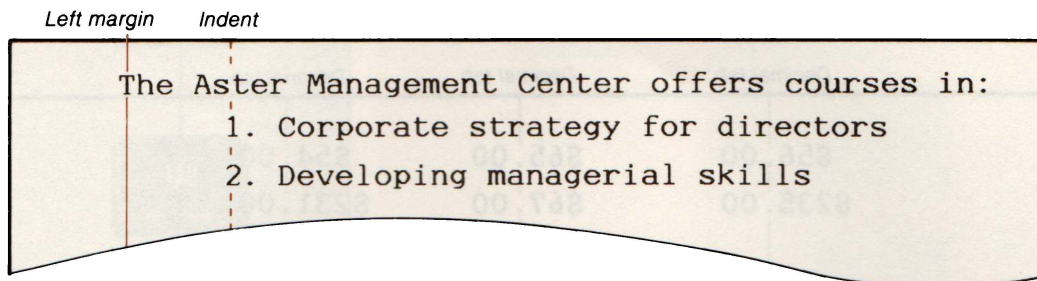 Left margin Indent
The Aster Management Center offers courses in:
1. Corporate strategy for directors
2. Developing managerial skills